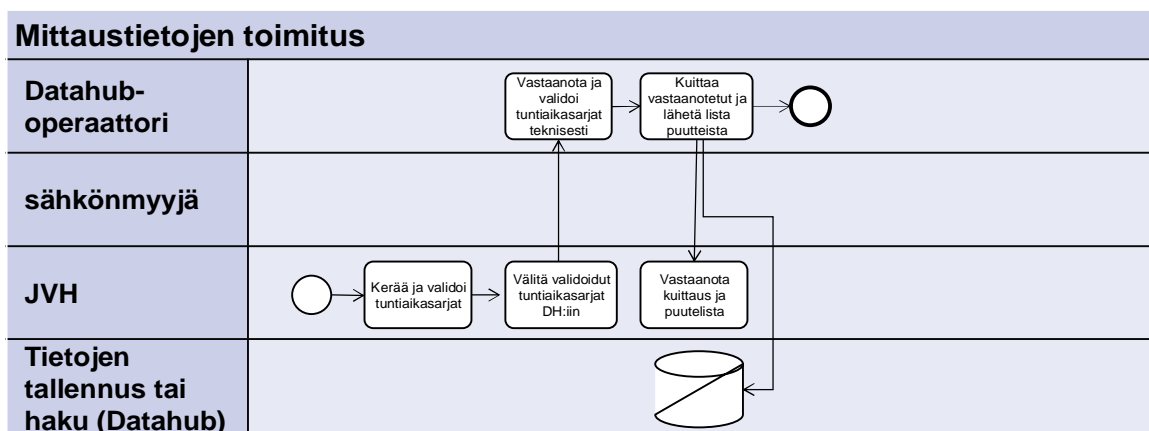 Mittaustietojen toimitus
Datahub-
operaattori
Vastaanota ja
validoi
tuntiaikasarjat
teknisesti
Kuittaa
vastaanotetut ja
lähetä lista
puutteista
sähkönmyyjä
JVH
Kerää ja validoi
tuntiaikasarjat
Välitä validoidut
tuntiaikasarjat
DH:iin
Vastaanota
kuittaus ja
puutelista
Tietojen
tallennus tai
haku (Datahub)